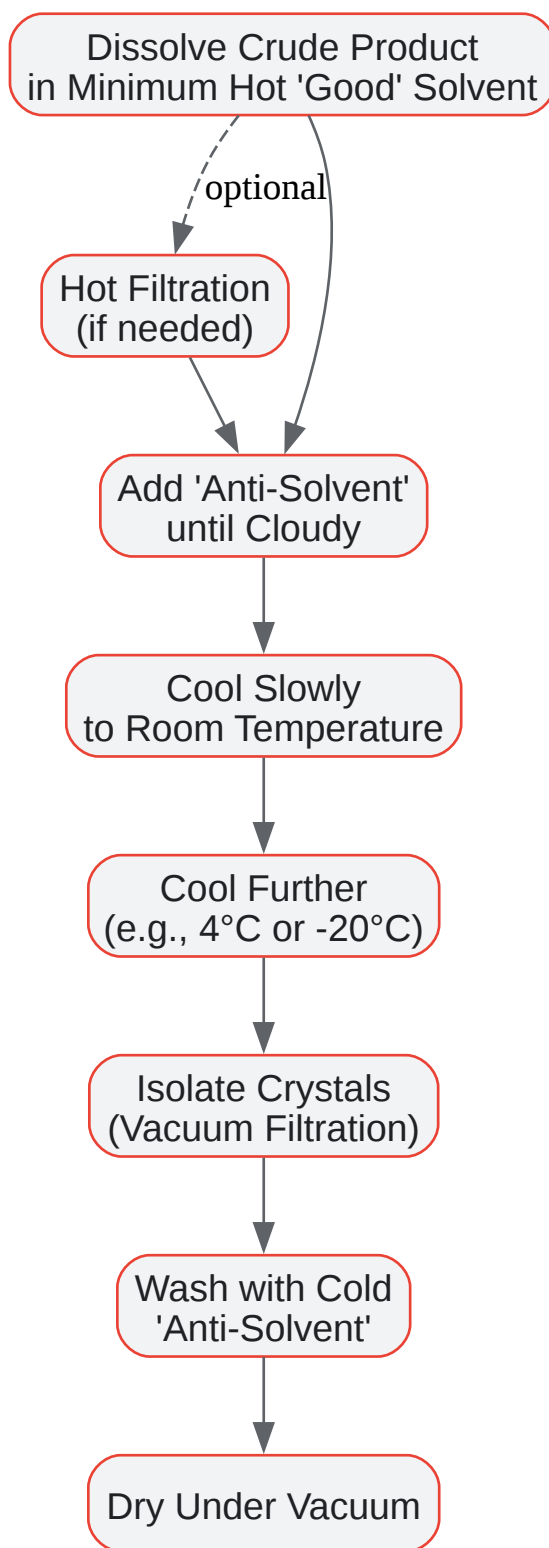 Dissolve Crude Product
in Minimum Hot 'Good' Solvent
optional
Hot Filtration
(if needed)
Add 'Anti-Solvent'
until Cloudy
Cool Slowly
to Room Temperature
Cool Further
(e.g., 4°C or -20°C)
Isolate Crystals
(Vacuum Filtration)
Wash with Cold
'Anti-Solvent'
Dry Under Vacuum